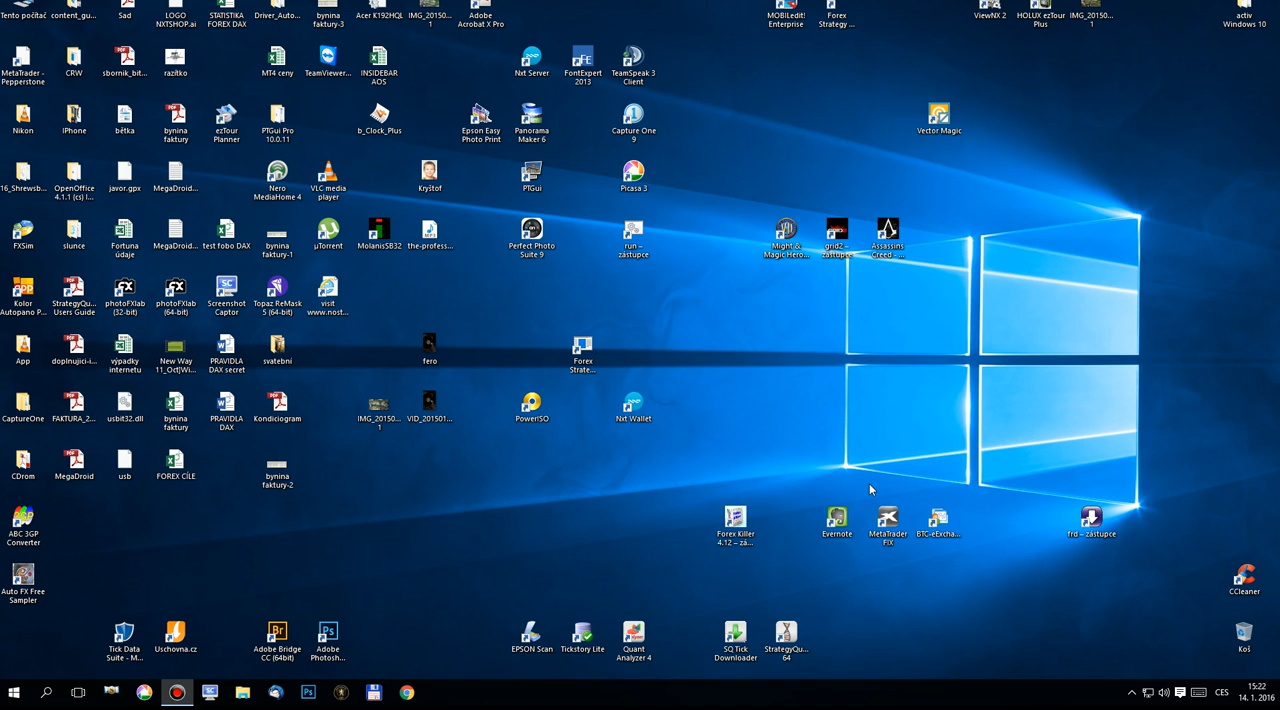 Tento počítač
content_gu...
Sad
LOGO
NXTSHOP.ai
STATISTIKA
FOREX DAX
Driver_Auto...
bynina
faktury-3
Acer K192HQL
IMG_20150...
1
Adobe
Acrobat X Pro
MOBILedit!
Enterprise
Forex
Strategy ...
ViewNX 2
HOLUX ezTour
Plus
IMG_20150...
1
activ
Windows 10
MetaTrader -
Pepperstone
CRW
sbornik_bit...
razítko
MT4 ceny
TeamViewer...
INSIDEBAR
AOS
Nxt Server
FontExpert
2013
TeamSpeak 3
Client
Nikon
iPhone
bětka
bynina
faktury
ezTour
Planner
PTGui Pro
10.0.11
b_Clock_Plus
Epson Easy
Photo Print
Panorama
Maker 6
Capture One
9
Vector Magic
16_Shrewsb...
OpenOffice
4.1.1 (cs) I...
javor.gpx
MegaDroid...
Nero
MediaHome 4
VLC media
player
Kryštof
PTGui
Picasa 3
FXSim
slunce
Fortuna
údaje
MegaDroid...
test fobo DAX
bynina
faktury-1
µTorrent
MolanisSB32
the-profess...
Perfect Photo
Suite 9
run –
zástupce
Might &
Magic Hero...
grid2 –
zástupce
Assassins
Creed - ...
Kolor
Autopano P...
StrategyQu...
Users Guide
photoFXlab
(32-bit)
photoFXlab
(64-bit)
Screenshot
Captor
Topaz ReMask
5 (64-bit)
visit
www.nost...
App
doplnujici-i...
výpadky
internetu
New Way
11_Oct(Wi...
PRAVIDLA
DAX secret
svatební
fero
Forex
Strate...
CaptureOne
FAKTURA_2...
usbit32.dll
bynina
faktury
PRAVIDLA
DAX
Kondiciogram
IMG_20150...
1
VID_201501...
PowerISO
Nxt Wallet
CDrom
MegaDroid
usb
FOREX CÍLE
bynina
faktury-2
ABC 3GP
Converter
Forex Killer
4.12 – zá...
Evernote
MetaTrader
FIX
BTC-eExcha...
frd – zástupce
Auto FX Free
Sampler
CCleaner
Tick Data
Suite - M...
Uschovna.cz
Adobe Bridge
CC (64bit)
Adobe
Photosh...
EPSON Scan
Tickstory Lite
Quant
Analyzer 4
SQ Tick
Downloader
StrategyQu...
64
Koš
CES
15:22
14. 1. 2016